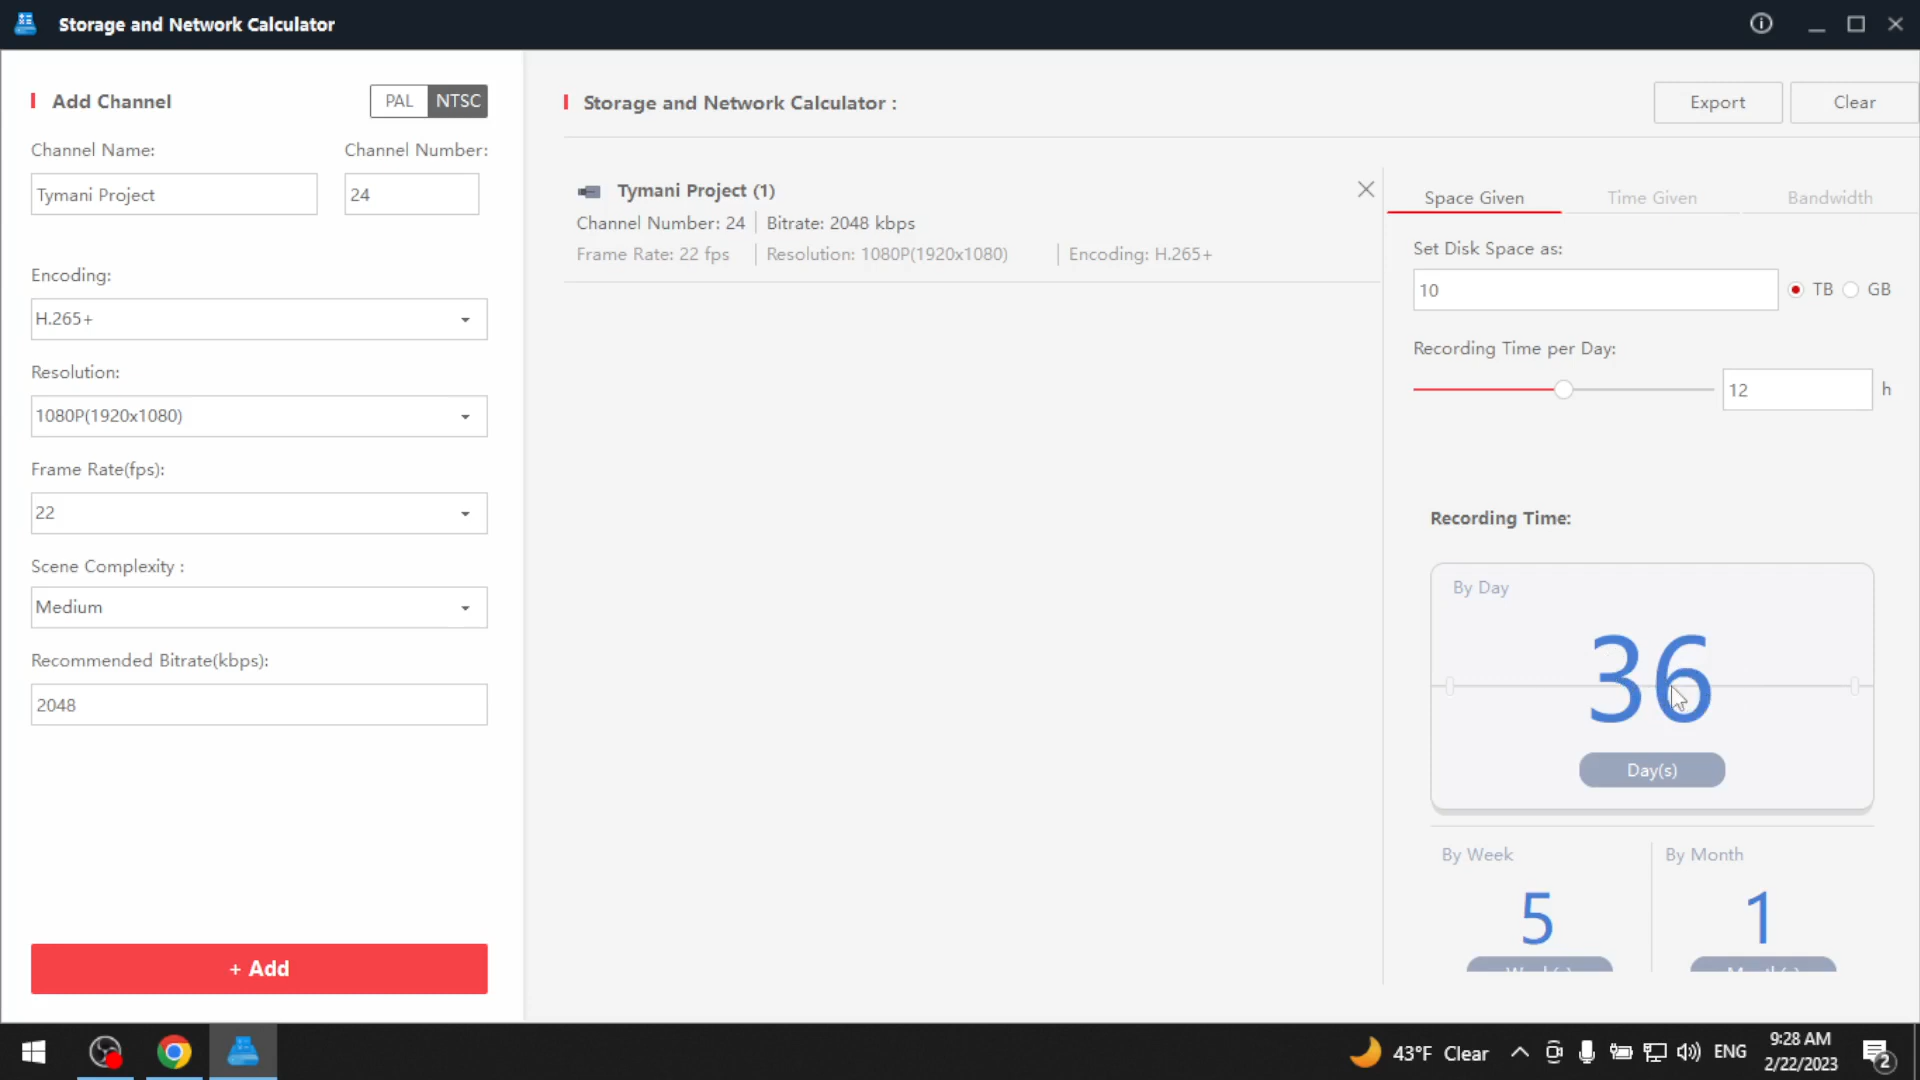 Storage and Network Calculator
Add Channel
PAL NTSC
Channel Name:
Channel Number:
Tymani Project
24
Encoding:
H.265+
Resolution:
1080P(1920x1080)
Frame Rate(fps):
22
Scene Complexity :
Medium
Recommended Bitrate(kbps):
2048
+ Add
Storage and Network Calculator :
Export
Clear
Tymani Project (1)
Channel Number: 24
Bitrate: 2048 kbps
Frame Rate: 22 fps
Resolution: 1080P(1920x1080)
Encoding: H.265+
Space Given
Time Given
Bandwidth
Set Disk Space as:
10
TB
GB
Recording Time per Day:
12
h
Recording Time:
By Day
36
Day(s)
By Week
By Month
5
1
43°F Clear
ENG
9:28 AM
2/22/2023
2